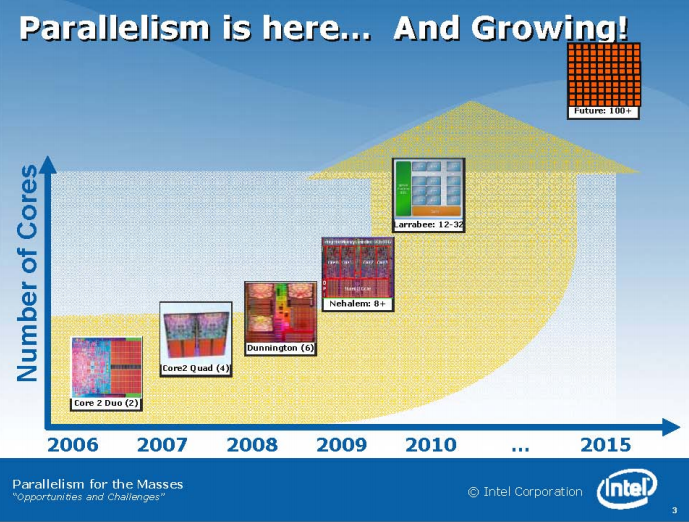 Parallelism is here... And Growing!
Future: 100+
Larrabee: 12-32
Nehalem: 8+
Dunnington (6)
Core2 Quad (4)
Core 2 Duo (2)
Number of Cores
2006 2007 2008 2009 2010 ... 2015
Parallelism for the Masses
"Opportunities and Challenges"
© Intel Corporation
intel
3